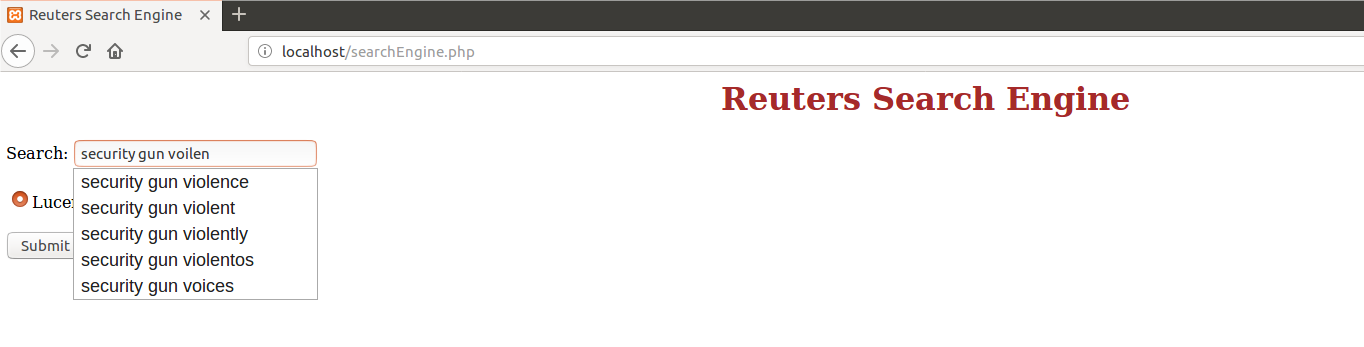 Reuters Search Engine
localhost/searchEngine.php
Reuters Search Engine
Search: security gun voilen
security gun violence
security gun violent
security gun violently
security gun violentos
security gun voices
Submit